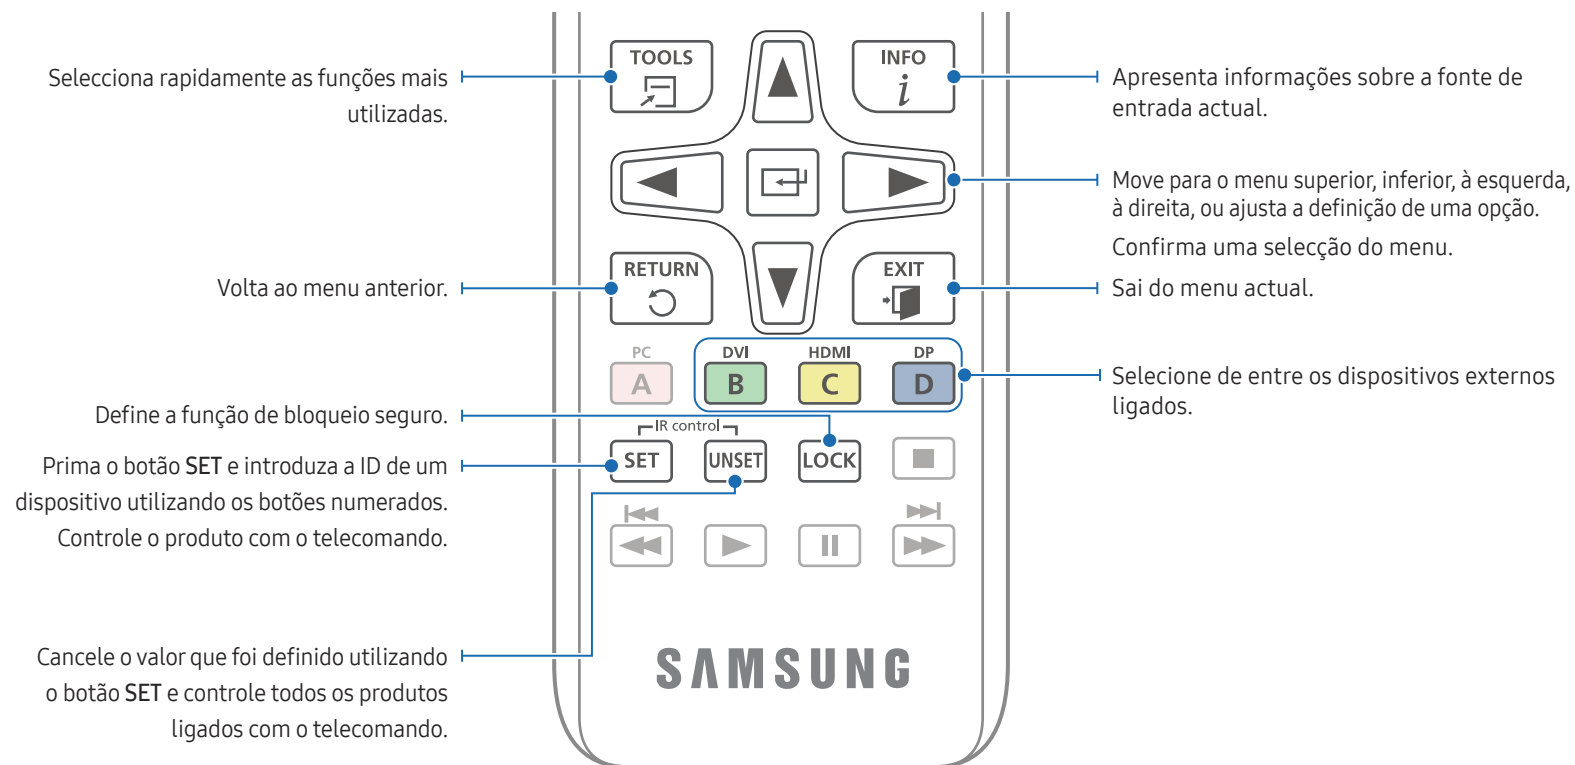 TOOLS
INFO
i
Selecciona rapidamente as funções mais
utilizadas.
Apresenta informações sobre a fonte de
entrada actual.
Move para o menu superior, inferior, à esquerda,
à direita, ou ajusta a definição de uma opção.
Confirma uma selecção do menu.
RETURN
EXIT
Volta ao menu anterior.
Sai do menu actual.
PC
DVI
HDMI
DP
A
B
C
D
Selecione de entre os dispositivos externos
ligados.
Define a função de bloqueio seguro.
IR control
SET
UNSET
LOCK
Prima o botão SET e introduza a ID de um
dispositivo utilizando os botões numerados.
Controle o produto com o telecomando.
Cancele o valor que foi definido utilizando
o botão SET e controle todos os produtos
ligados com o telecomando.
SAMSUNG